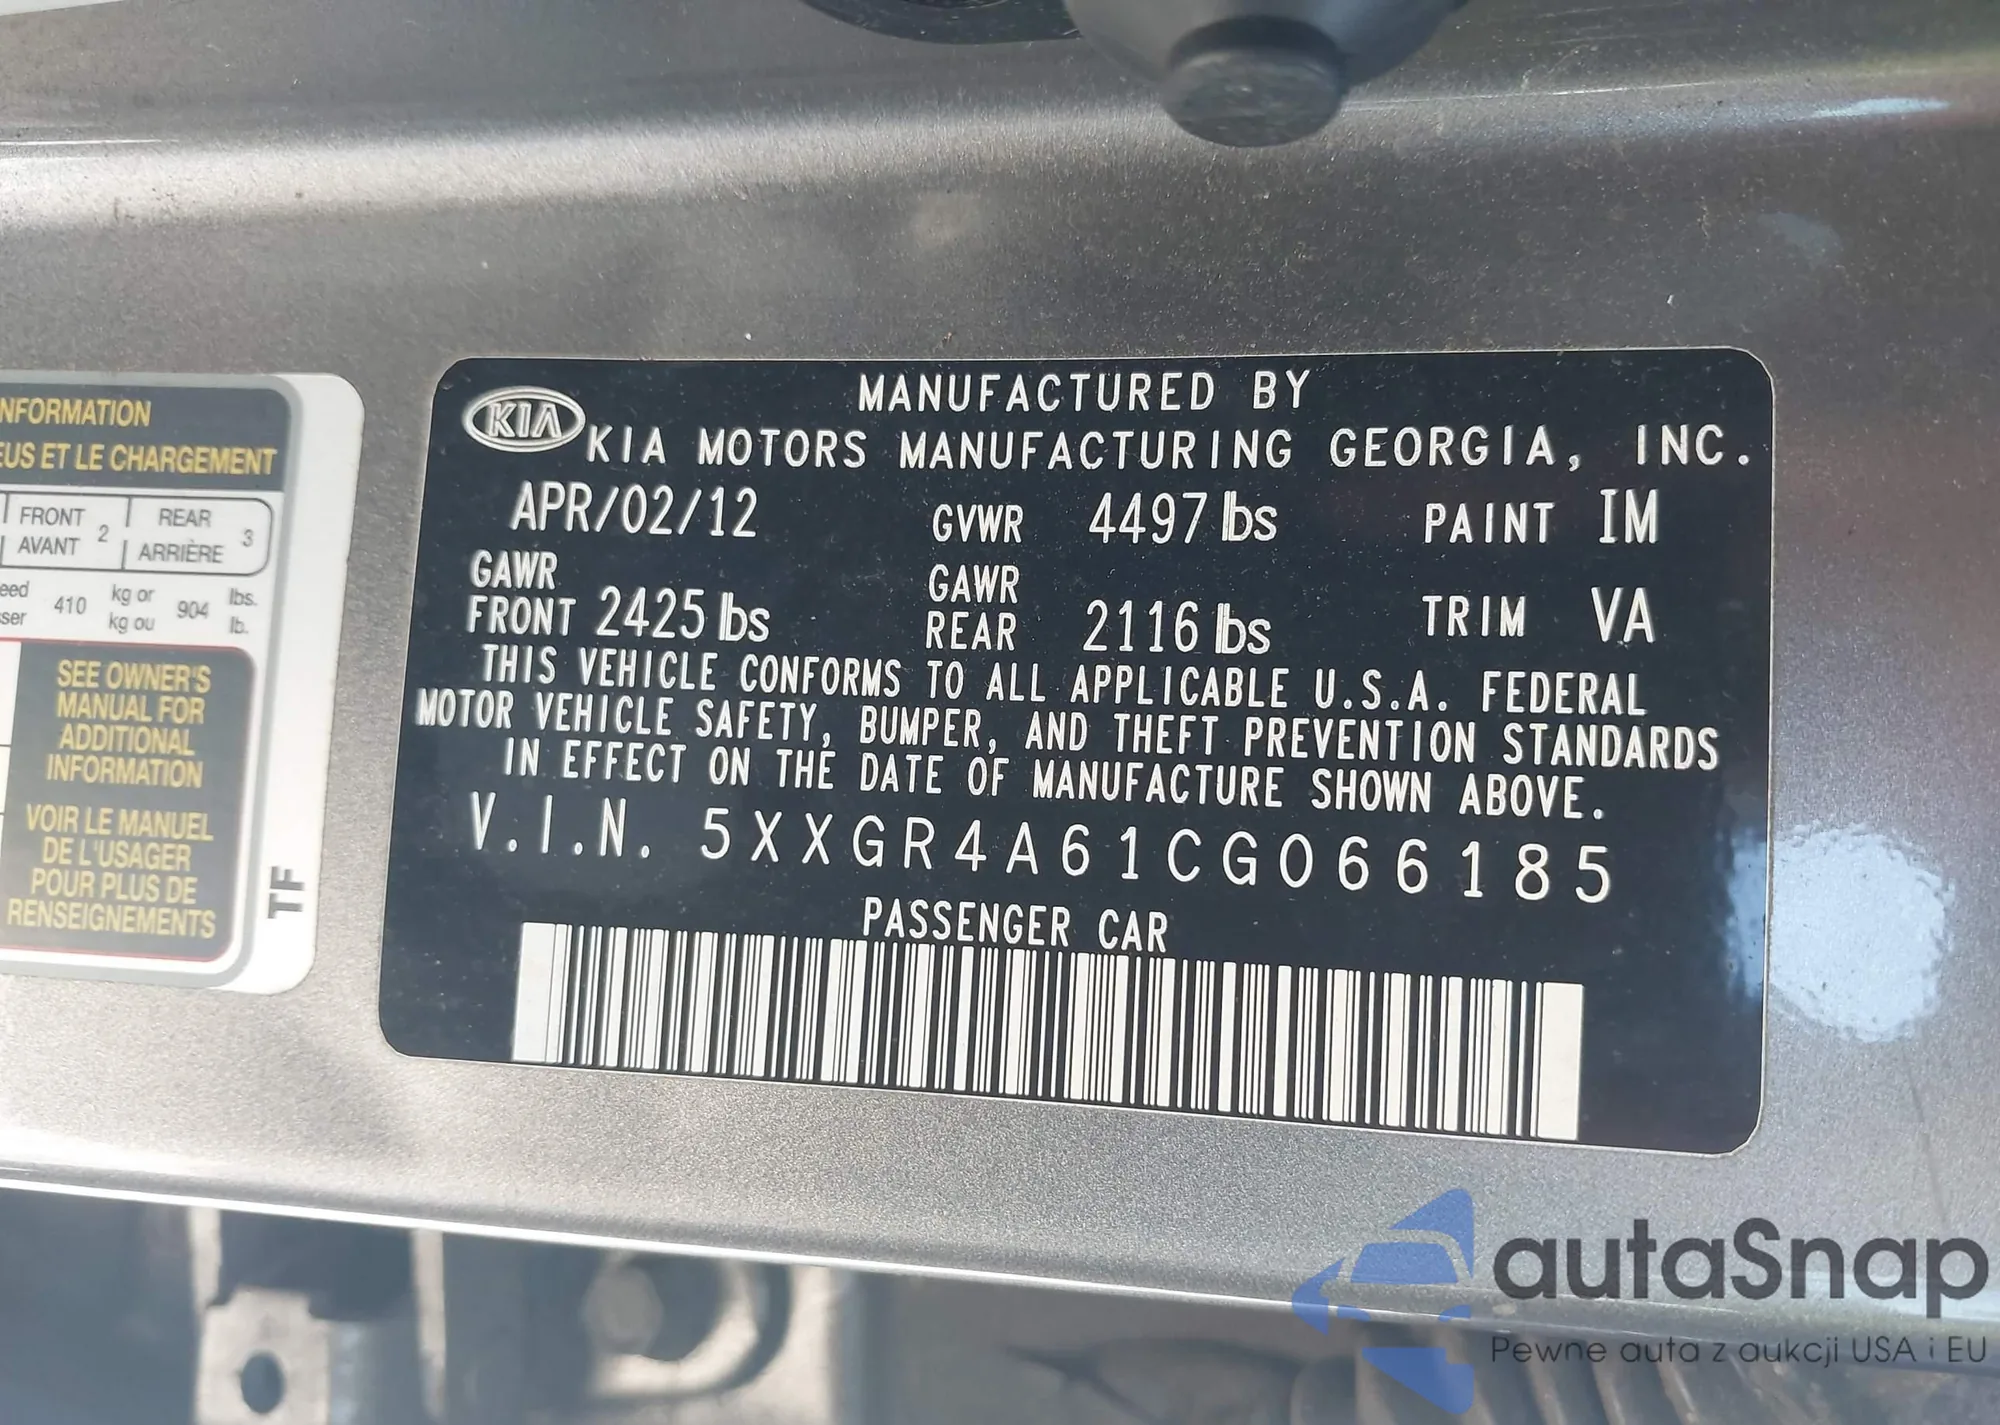 NFORMATION
EUS ET LE CHARGEMENT
FRONT 2 REAR 3
AVANT ARRIÈRE
eed 410 kg or 904 lbs.
sser kg ou lb.
SEE OWNER'S
MANUAL FOR
ADDITIONAL
INFORMATION
VOIR LE MANUEL
DE L'USAGER
POUR PLUS DE
RENSEIGNEMENTS
TF
MANUFACTURED BY
KIA KIA MOTORS MANUFACTURING GEORGIA, INC.
APR/02/12 GVWR 4497 lbs PAINT IM
GAWR GAWR
FRONT 2425 lbs REAR 2116 lbs TRIM VA
THIS VEHICLE CONFORMS TO ALL APPLICABLE U.S.A. FEDERAL
MOTOR VEHICLE SAFETY, BUMPER, AND THEFT PREVENTION STANDARDS
IN EFFECT ON THE DATE OF MANUFACTURE SHOWN ABOVE.
V.I.N. 5XXGR4A61CG066185
PASSENGER CAR
autaSnap
Pewne auta z aukcji USA i EU